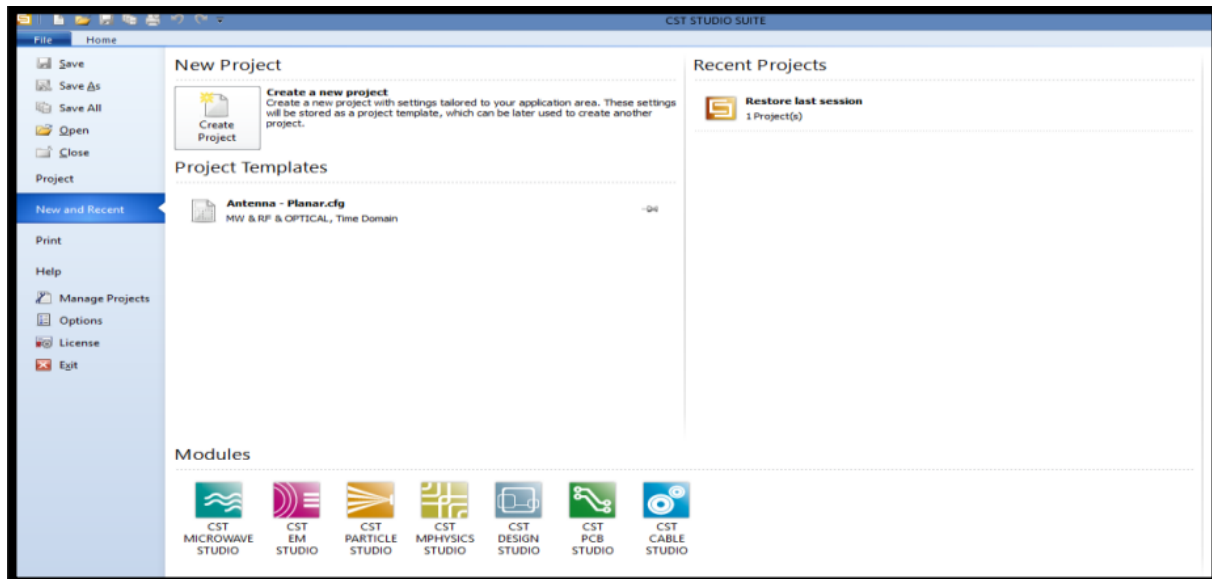 CST STUDIO SUITE
File
Home
Save
Save As
Save All
Open
Close
Project
New and Recent
Print
Help
Manage Projects
Options
License
Exit
New Project
Create Project
Create a new project
Create a new project with settings tailored to your application area. These settings
will be stored as a project template, which can be later used to create another
project.
Project Templates
Antenna - Planar.cfg
MW & RF & OPTICAL, Time Domain
Recent Projects
Restore last session
1 Project(s)
Modules
CST
MICROWAVE
STUDIO
CST
EM
STUDIO
CST
PARTICLE
STUDIO
CST
MPHYSICS
STUDIO
CST
DESIGN
STUDIO
CST
PCB
STUDIO
CST
CABLE
STUDIO